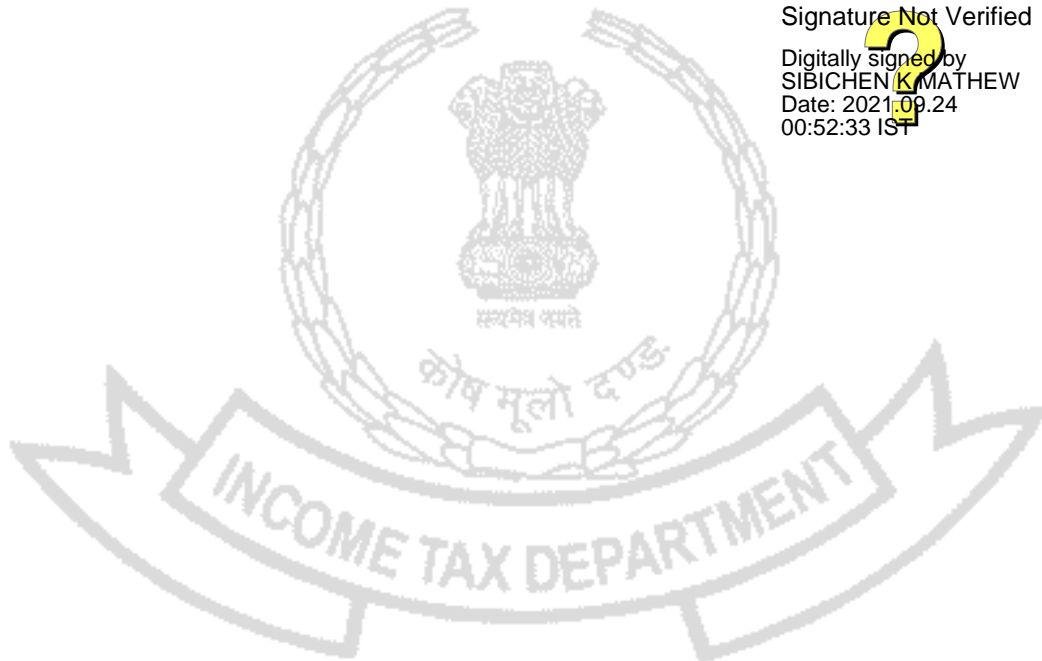 Signature Not Verified
Digitally signed by
SIBICHEN K MATHEW
Date: 2021.09.24
00:52:33 IST
सत्यमेव जयते
कोष मूलो दण्ड:
INCOME TAX DEPARTMENT